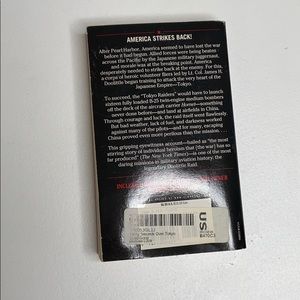 AMERICA STRIKES BACK!
After Pearl Harbor, America seemed to have lost the war
before it had begun. Allied forces were being beaten
across the Pacific by the Japanese military juggernaut,
and morale was at the breaking point. America
desperately needed to strike back at the enemy. For this,
a corps of heroic volunteer fliers led by Lt. Col. James H.
Doolittle began training to attack the very heart of the
Japanese Empire—Tokyo.
To succeed, the "Tokyo Raiders" would have to launch
sixteen fully loaded B-25 twin-engine medium bombers
off the deck of the aircraft carrier Hornet—something
never done before—and land at airfields in China.
Through courage and luck, the raid itself went flawlessly.
But bad weather, lack of fuel, and darkness worked
against many of the pilots—and for many, escaping
China proved even more perilous than the mission. . . .
This gripping eyewitness account—hailed as "the most
stirring story of individual heroism that [the war] has so
far produced" (The New York Times)—is one of the most
daring missions in military aviation history, the
legendary Doolittle Raid.
Seconds Over Tokyo
US